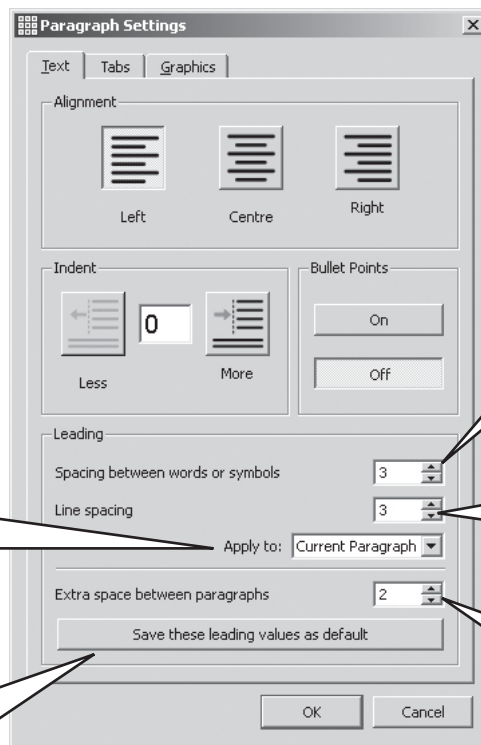 Paragraph Settings
Text Tabs Graphics
Alignment
Left Centre Right
Indent Bullet Points
0
Less More
On
Off
Leading
Spacing between words or symbols 3
Line spacing 3
Apply to: Current Paragraph
Extra space between paragraphs 2
Save these leading values as default
OK Cancel